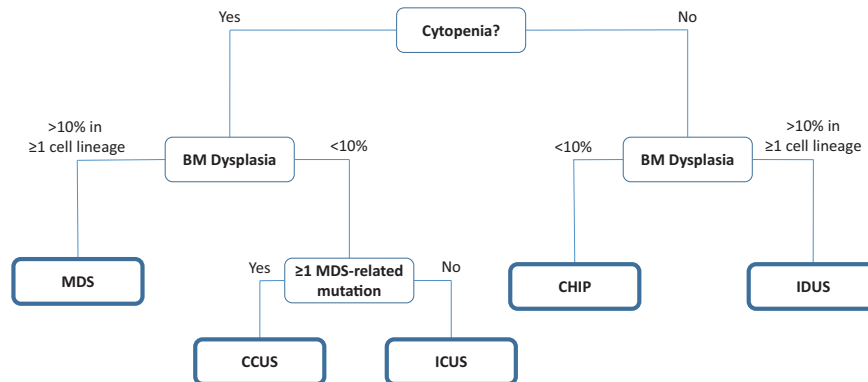 Yes
Cytopenia?
No
>10% in
≥1 cell lineage
BM Dysplasia
<10%
<10%
BM Dysplasia
>10% in
≥1 cell lineage
MDS
Yes
≥1 MDS-related
mutation
No
CHIP
IDUS
CCUS
ICUS